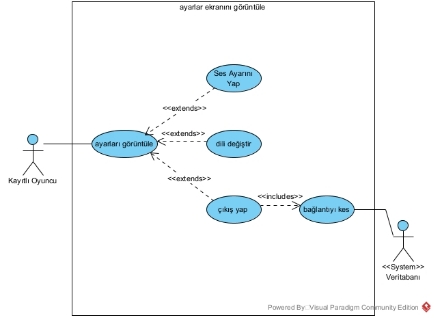 ayarlar ekranını görüntüle
Ses Ayarını
Yap
<<extends>>
ayarları görüntüle
<<extends>>
dili değiştir
Kayıtlı Oyuncu
<<extends>>
çıkış yap
<<includes>>
bağlantıyı kes
<<System>>
Veritabanı
Powered By: Visual Paradigm Community Edition